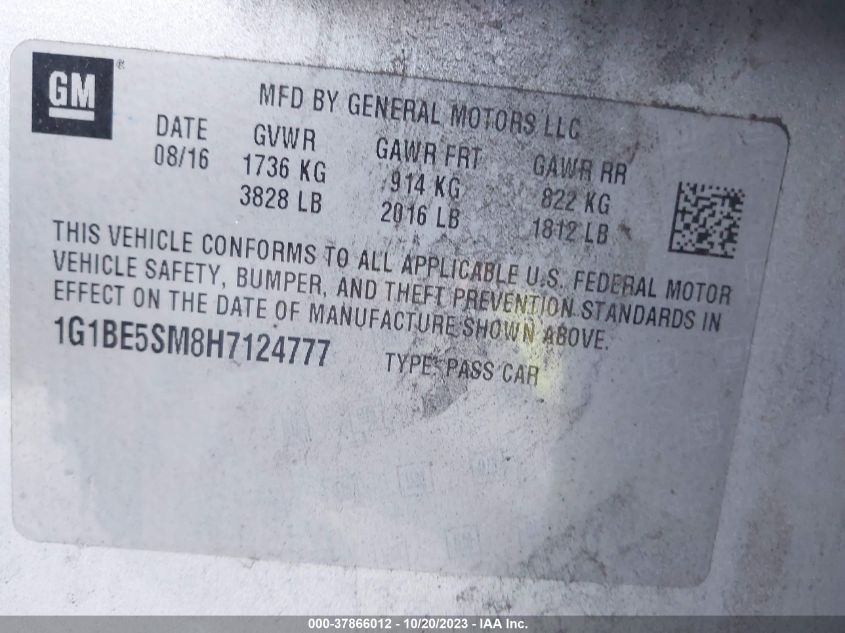 GM®
MFD BY GENERAL MOTORS LLC
DATE GVWR GAWR FRT GAWR RR
08/16 1736 KG 914 KG 822 KG
3828 LB 2016 LB 1812 LB
THIS VEHICLE CONFORMS TO ALL APPLICABLE U.S. FEDERAL MOTOR
VEHICLE SAFETY, BUMPER, AND THEFT PREVENTION STANDARDS IN
EFFECT ON THE DATE OF MANUFACTURE SHOWN ABOVE.
1G1BE5SM8H7124777 TYPE: PASS CAR
000-37866012 - 10/20/2023 - IAA Inc.